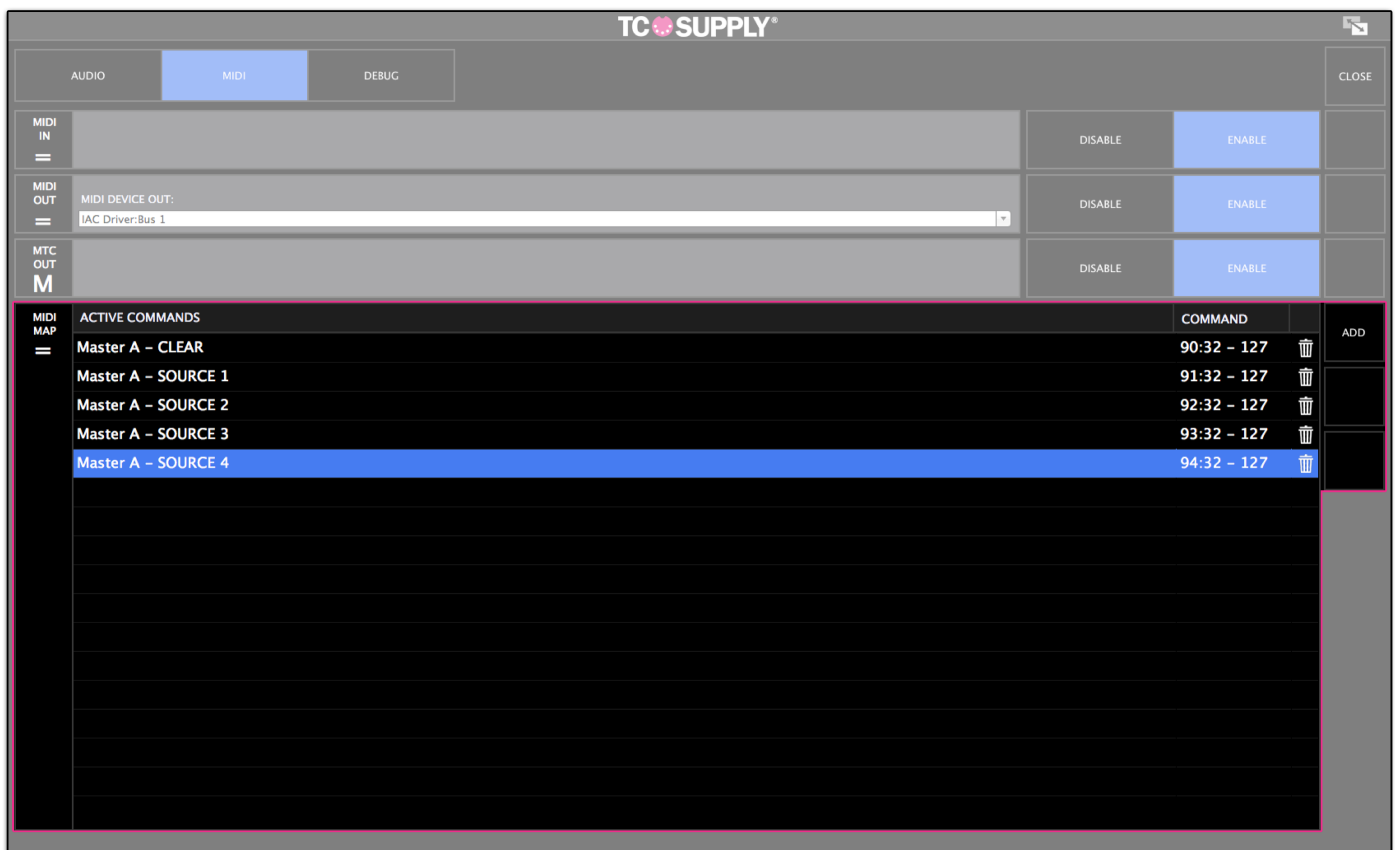 TC SUPPLY®
AUDIO MIDI DEBUG CLOSE
MIDI
IN
DISABLE ENABLE
MIDI
OUT
MIDI DEVICE OUT:
IAC Driver:Bus 1
DISABLE ENABLE
MTC
OUT
M
DISABLE ENABLE
MIDI
MAP
ACTIVE COMMANDS COMMAND
ADD
Master A – CLEAR 90:32 – 127
Master A – SOURCE 1 91:32 – 127
Master A – SOURCE 2 92:32 – 127
Master A – SOURCE 3 93:32 – 127
Master A – SOURCE 4 94:32 – 127